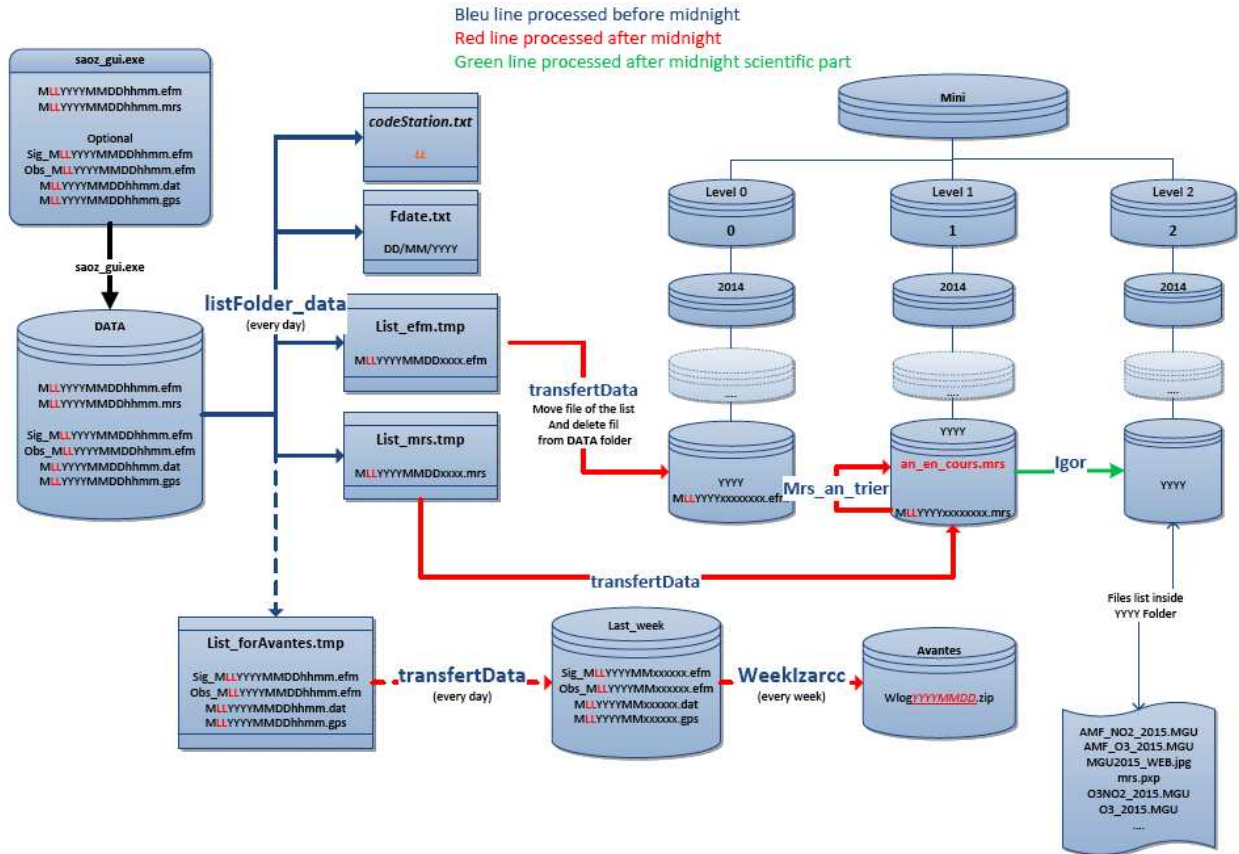 Bleu line processed before midnight
Red line processed after midnight
Green line processed after midnight scientific part
saoz_gui.exe
MLLYYYYMMDDhhmm.efm
MLLYYYYMMDDhhmm.mrs
Optional
Sig_MLLYYYYMMDDhhmm.efm
Obs_MLLYYYYMMDDhhmm.efm
MLLYYYYMMDDhhmm.dat
MLLYYYYMMDDhhmm.gps
saoz_gui.exe
DATA
MLLYYYYMMDDhhmm.efm
MLLYYYYMMDDhhmm.mrs
Sig_MLLYYYYMMDDhhmm.efm
Obs_MLLYYYYMMDDhhmm.efm
MLLYYYYMMDDhhmm.dat
MLLYYYYMMDDhhmm.gps
listFolder_data
(every day)
codeStation.txt
LL
Fdate.txt
DD/MM/YYYY
List_efm.tmp
MLLYYYYMMDDxxxx.efm
List_mrs.tmp
MLLYYYYMMDDxxxx.mrs
transfertData
Move file of the list
And delete fil
from DATA folder
Mini
Level 0
0
2014
....
YYYY
MLLYYYYxxxxxxxx.efm
Level 1
1
2014
....
YYYY
an_en_cours.mrs
Mrs_an_trier
MLLYYYYxxxxxxxx.mrs
Igor
Level 2
2
2014
....
YYYY
transfertData
Files list inside
YYYY Folder
List_forAvantes.tmp
Sig_MLLYYYYMMDDhhmm.efm
Obs_MLLYYYYMMDDhhmm.efm
MLLYYYYMMDDhhmm.dat
MLLYYYYMMDDhhmm.gps
transfertData
(every day)
Last_week
Sig_MLLYYYYMMxxxxxx.efm
Obs_MLLYYYYMMxxxxxx.efm
MLLYYYYMMxxxxxx.dat
MLLYYYYMMxxxxxx.gps
WeekIzarcc
(every week)
Avantes
WlogYYYYMMDD.zip
AMF_NO2_2015.MGU
AMF_O3_2015.MGU
MGU2015_WEB.jpg
mrs.pxp
O3NO2_2015.MGU
O3_2015.MGU
....